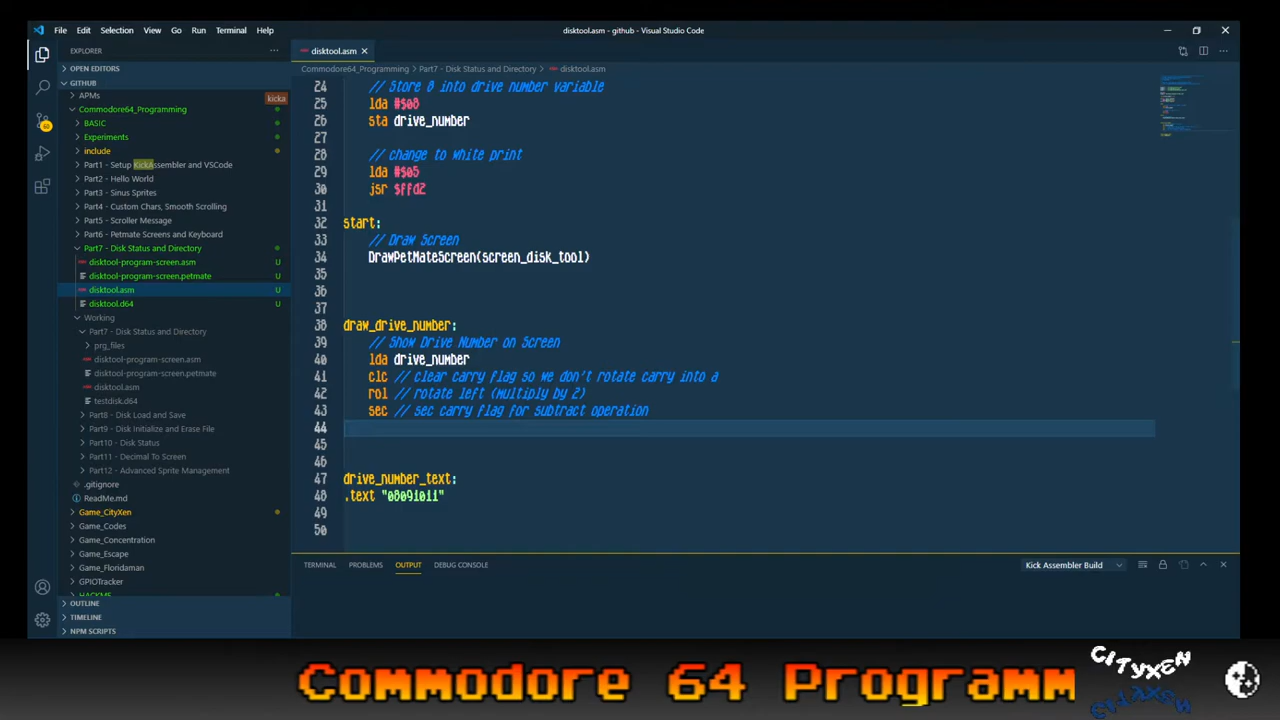 File Edit Selection View Go Run Terminal Help
disktool.asm - github - Visual Studio Code
EXPLORER
OPEN EDITORS
GITHUB
APMs
kicka
Commodore64_Programming
BASIC
Experiments
include
Part1 - Setup KickAssembler and VSCode
Part2 - Hello World
Part3 - Sinus Sprites
Part4 - Custom Chars, Smooth Scrolling
Part5 - Scroller Message
Part6 - Petmate Screens and Keyboard
Part7 - Disk Status and Directory
disktool-program-screen.asm U
disktool-program-screen.petmate U
disktool.asm U
disktool.d64 U
Working
Part7 - Disk Status and Directory
prg_files
disktool-program-screen.asm
disktool-program-screen.petmate
disktool.asm
testdisk.d64
Part8 - Disk Load and Save
Part9 - Disk Initialize and Erase File
Part10 - Disk Status
Part11 - Decimal To Screen
Part12 - Advanced Sprite Management
.gitignore
ReadMe.md
Game_CityXen
Game_Codes
Game_Concentration
Game_Escape
Game_Floridaman
GPIOTracker
HACKM5
OUTLINE
TIMELINE
NPM SCRIPTS
disktool.asm
Commodore64_Programming > Part7 - Disk Status and Directory > disktool.asm
24 // Store 8 into drive number variable
25 lda #$08
26 sta drive_number
27
28 // change to white print
29 lda #$05
30 jsr $ffd2
31
32 start:
33 // Draw Screen
34 DrawPetMateScreen(screen_disk_tool)
35
36
37
38 draw_drive_number:
39 // Show Drive Number on Screen
40 lda drive_number
41 clc // clear carry flag so we don't rotate carry into a
42 rol // rotate left (multiply by 2)
43 sec // sec carry flag for subtract operation
44
45
46
47 drive_number_text:
48 .text "08091011"
49
50
TERMINAL PROBLEMS OUTPUT DEBUG CONSOLE
Kick Assembler Build
Commodore 64 Programm
CITYXEN